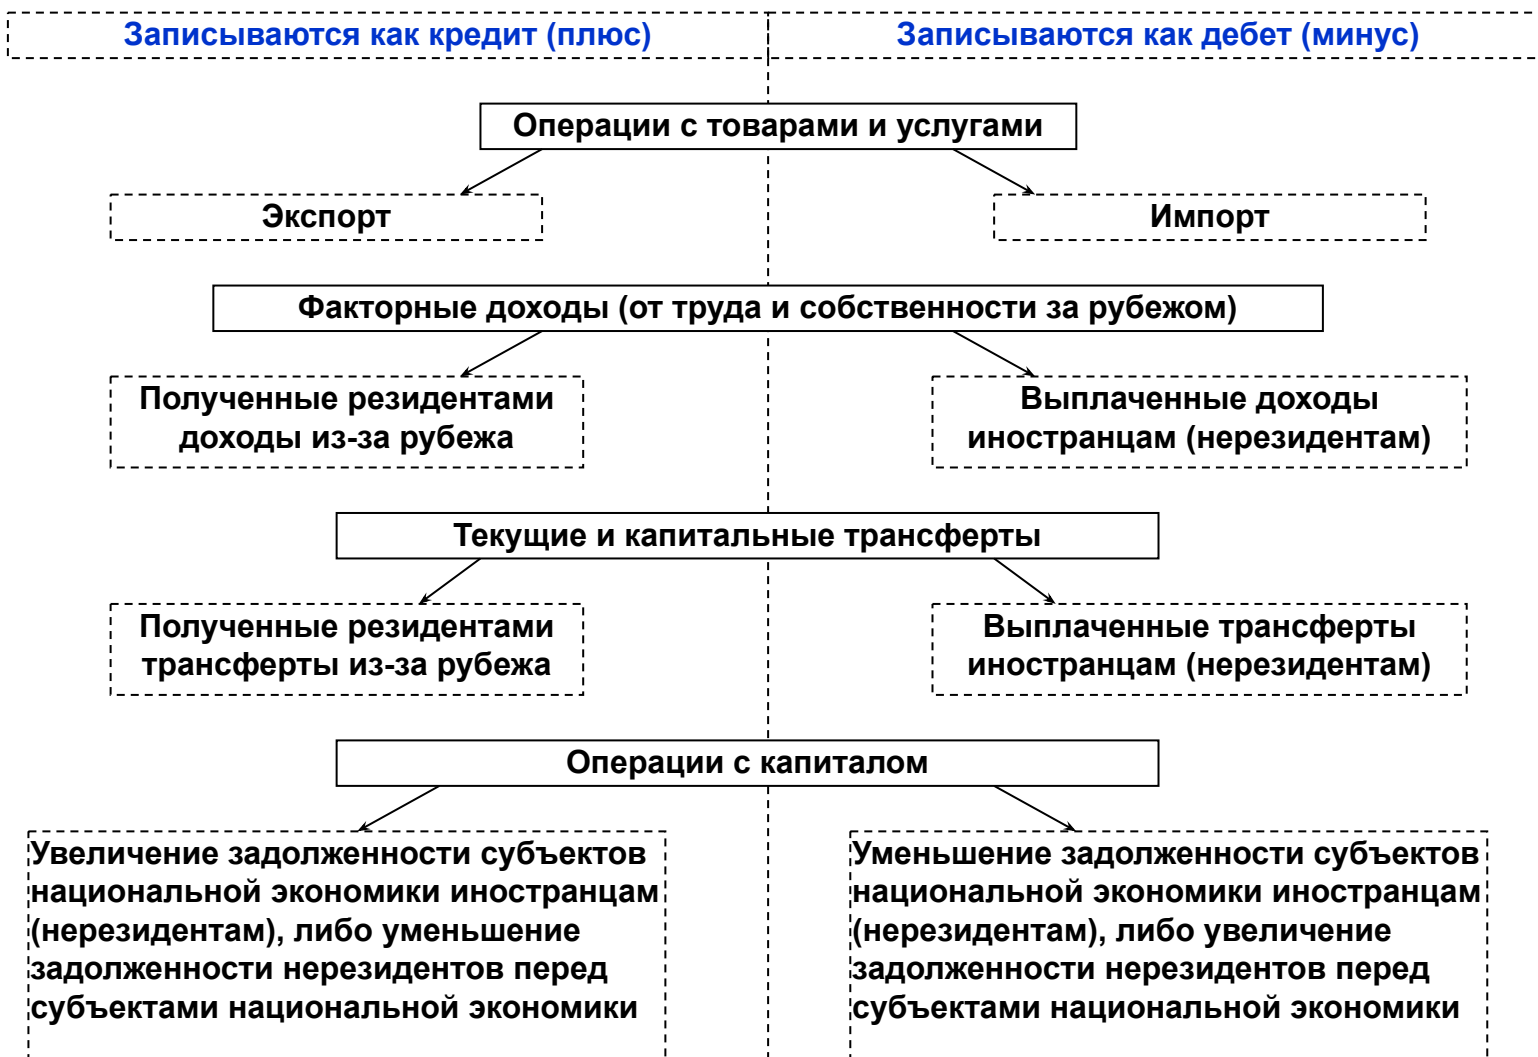 Записываются как кредит (плюс)
Записываются как дебет (минус)
Операции с товарами и услугами
Экспорт
Импорт
Факторные доходы (от труда и собственности за рубежом)
Полученные резидентами
доходы из-за рубежа
Выплаченные доходы
иностранцам (нерезидентам)
Текущие и капитальные трансферты
Полученные резидентами
трансферты из-за рубежа
Выплаченные трансферты
иностранцам (нерезидентам)
Операции с капиталом
Увеличение задолженности субъектов
национальной экономики иностранцам
(нерезидентам), либо уменьшение
задолженности нерезидентов перед
субъектами национальной экономики
Уменьшение задолженности субъектов
национальной экономики иностранцам
(нерезидентам), либо увеличение
задолженности нерезидентов перед
субъектами национальной экономики